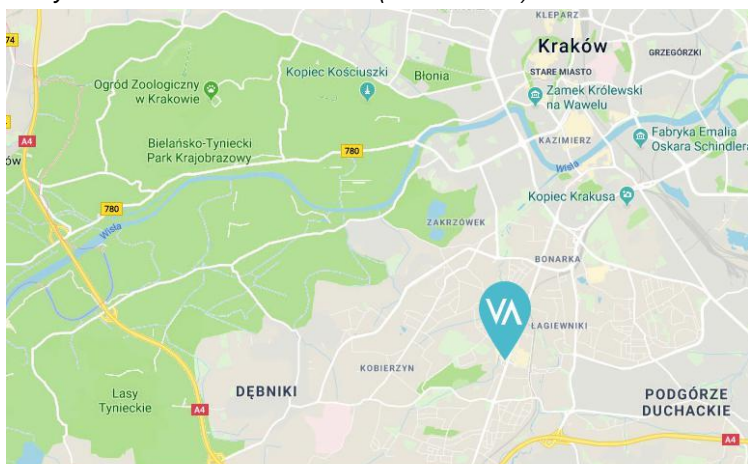 KLEPARZ
74
Kraków
GRZEGÓRZKI
Ogród Zoologiczny
w Krakowie
Kopiec Kościuszki
Błonia
STARE MIASTO
Zamek Królewski
na Wawelu
A4
Bielańsko-Tyniecki
Park Krajobrazowy
780
KAZIMIERZ
Wisła
Fabryka Emalia
Oskara Schindlera
ów
780
Kopiec Krakusa
Wisła
ZAKRZÓWEK
BONARKA
VA
ŁAGIEWNIKI
KOBIERZYN
Lasy
Tynieckie
DĘBNIKI
A4
PODGÓRZE
DUCHACKIE
A4